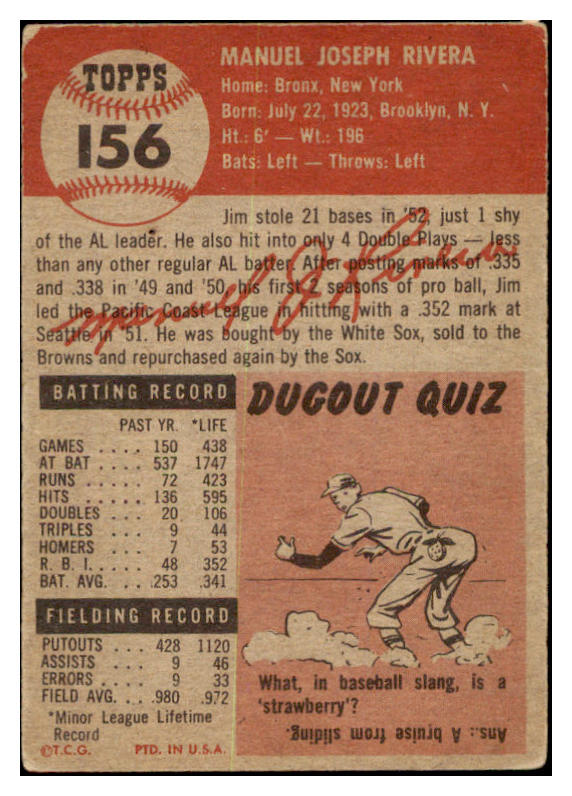 TOPPS
156
MANUEL JOSEPH RIVERA
Home: Bronx, New York
Born: July 22, 1923, Brooklyn, N. Y.
Ht.: 6' — Wt.: 196
Bats: Left — Throws: Left
Jim stole 21 bases in '52; just 1 shy
of the AL leader. He also hit into only 4 Double Plays — less
than any other regular AL batter. After posting marks of .335
and .338 in '49 and '50, his first 2 seasons of pro ball, Jim
led the Pacific Coast League in hitting with a .352 mark at
Seattle in '51. He was bought by the White Sox, sold to the
Browns and repurchased again by the Sox.
Manuel J. Rivera
BATTING RECORD
PAST YR. *LIFE
GAMES .... 150 438
AT BAT .... 537 1747
RUNS ..... 72 423
HITS ...... 136 595
DOUBLES .. 20 106
TRIPLES ... 9 44
HOMERS ... 7 53
R. B. I. .... 48 .352
BAT. AVG. .. .253 .341
FIELDING RECORD
PUTOUTS ... 428 1120
ASSISTS ... 9 46
ERRORS .... 9 33
FIELD AVG. .. .980 .972
*Minor League Lifetime
Record
©T.C.G. PTD. IN U.S.A.
DUGOUT QUIZ
What, in baseball slang, is a
'strawberry'?
Ans.: A bruise from sliding.